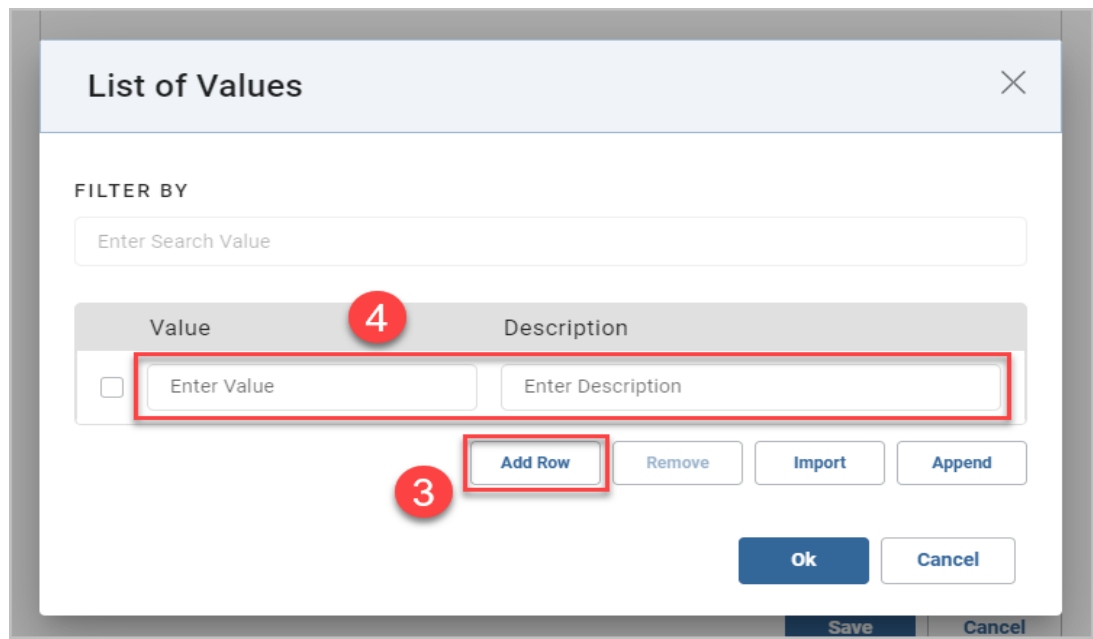 List of Values
FILTER BY
Enter Search Value
4
Value Description
Enter Value Enter Description
3
Add Row Remove Import Append
Ok Cancel
Save Cancel